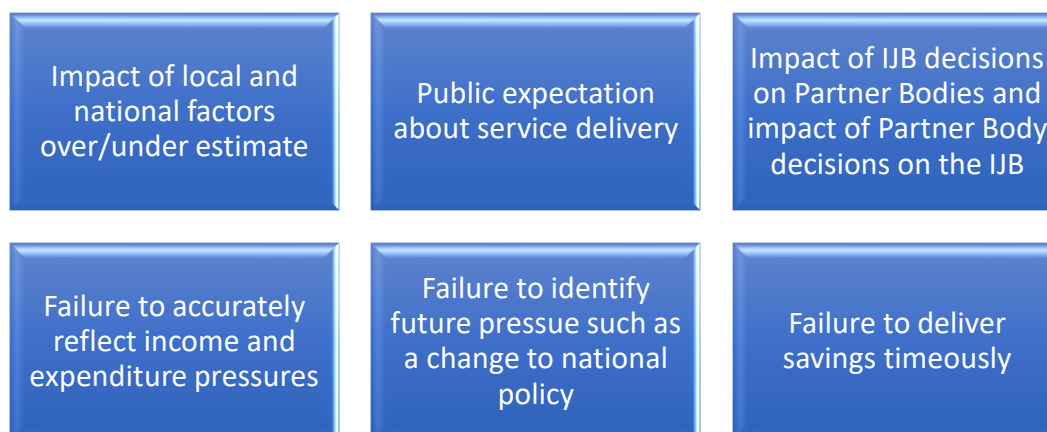 Impact of local and
national factors
over/under estimate
Public expectation
about service delivery
Impact of IJB decisions
on Partner Bodies and
impact of Partner Body
decisions on the IJB
Failure to accurately
reflect income and
expenditure pressures
Failure to identify
future pressue such as
a change to national
policy
Failure to deliver
savings timeously